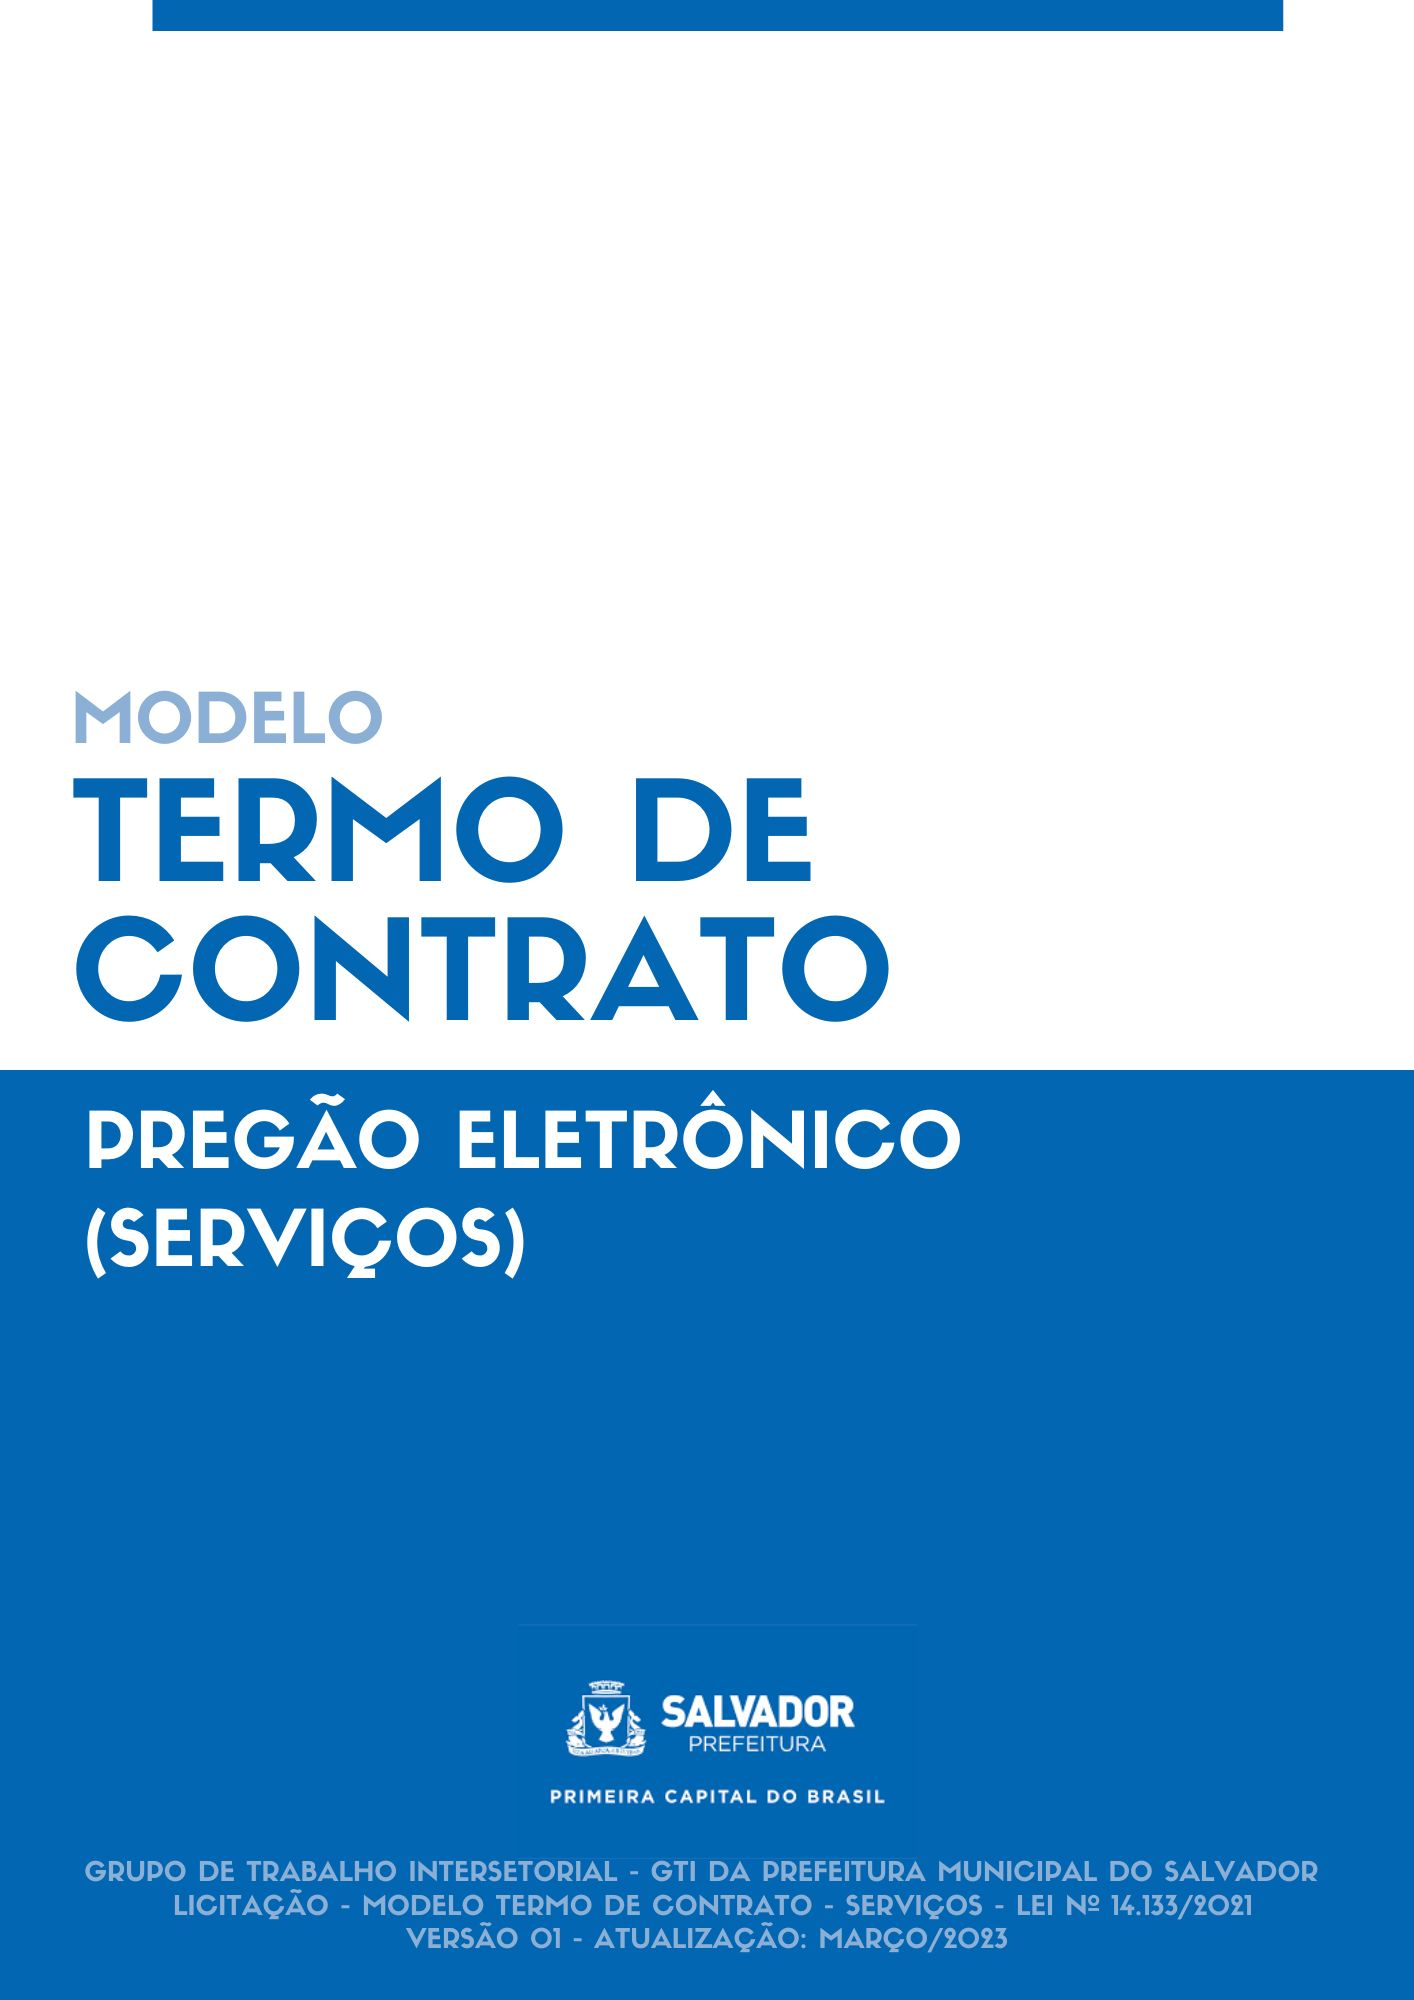 MODELO
TERMO DE
CONTRATO
PREGÃO ELETRÔNICO
(SERVIÇOS)
SALVADOR
PREFEITURA
PRIMEIRA CAPITAL DO BRASIL
GRUPO DE TRABALHO INTERSETORIAL - GTI DA PREFEITURA MUNICIPAL DO SALVADOR
LICITAÇÃO - MODELO TERMO DE CONTRATO - SERVIÇOS - LEI Nº 14.133/2021
VERSÃO 01 - ATUALIZAÇÃO: MARÇO/2023